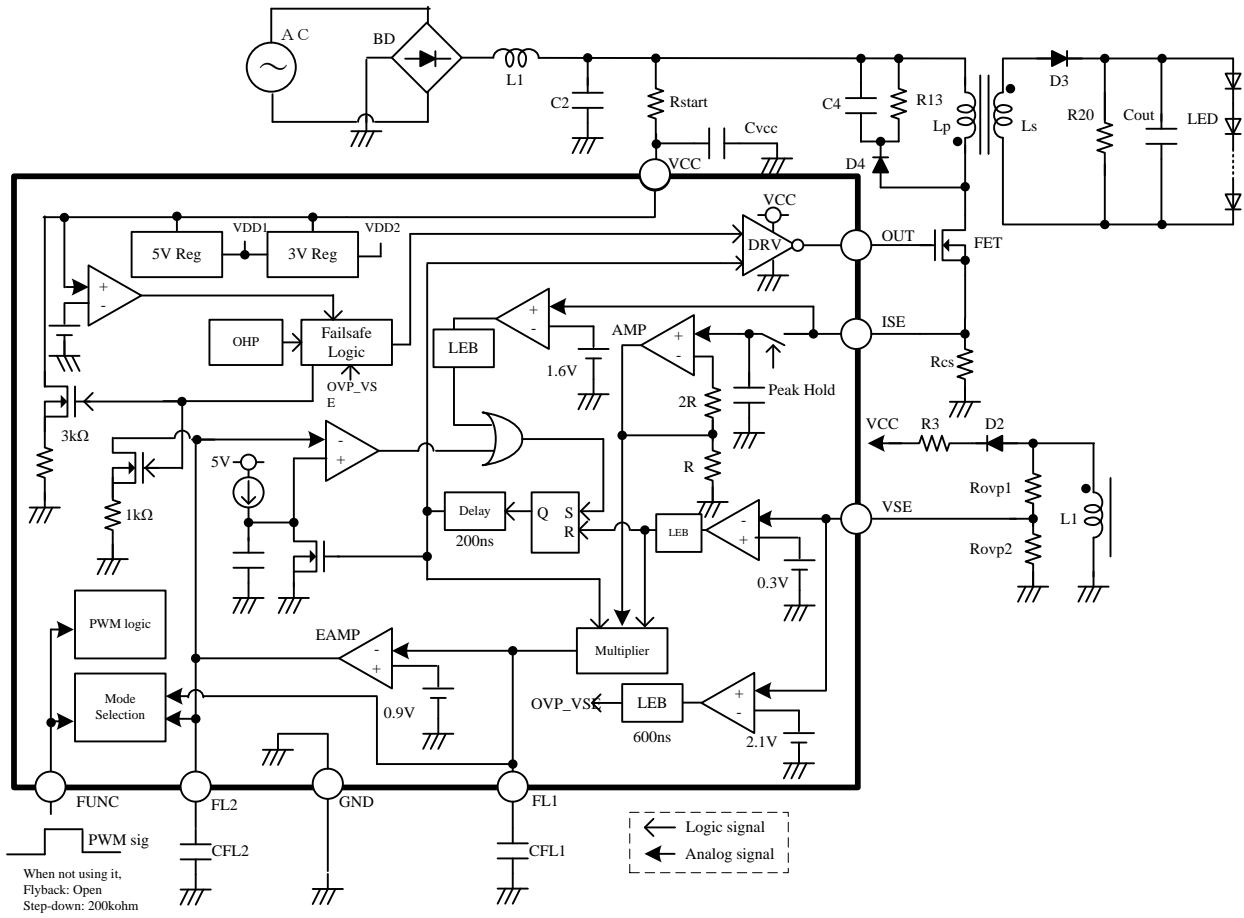 A C
BD
L1
C2
Rstart
Cvcc
C4
R13
Lp
Ls
D3
R20
Cout
LED
D4
VCC
VCC
5V Reg
VDD1
3V Reg
VDD2
DRV
OUT
FET
+
-
OHP
Failsafe
Logic
OVP_VS
E
LEB
+
-
1.6V
AMP
+
-
ISE
Peak Hold
Rcs
2R
R
3kΩ
1kΩ
5V
-
+
Delay
200ns
Q
S
R
LEB
-
+
0.3V
VSE
VCC
R3
D2
Rovp1
Rovp2
L1
PWM logic
Mode
Selection
EAMP
-
+
0.9V
Multiplier
OVP_VSE
LEB
600ns
+
-
2.1V
FUNC
FL2
GND
FL1
PWM sig
CFL2
CFL1
Logic signal
Analog signal
When not using it,
Flyback: Open
Step-down: 200kohm